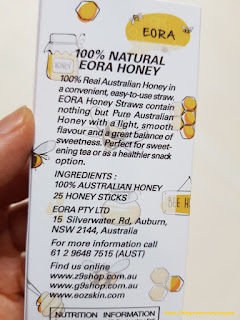 EORA
100% NATURAL
EORA HONEY
100% Real Australian Honey in
a convenient, easy-to-use straw.
EORA Honey Straws contain
nothing but Pure Australian
Honey with a light, smooth
flavour and a great balance of
sweetness. Perfect for sweet-
ening tea or as a healthier snack
option.
INGREDIENTS :
100% AUSTRALIAN HONEY
25 HONEY STICKS
EORA PTY LTD
15 Silverwater Rd, Auburn,
NSW 2144, Australia
For more information call
61 2 9648 7515 (AUST)
Find us online
www.z9shop.com.au
www.g9shop.com.au
www.eozskin.com
NUTRITION INFORMATION